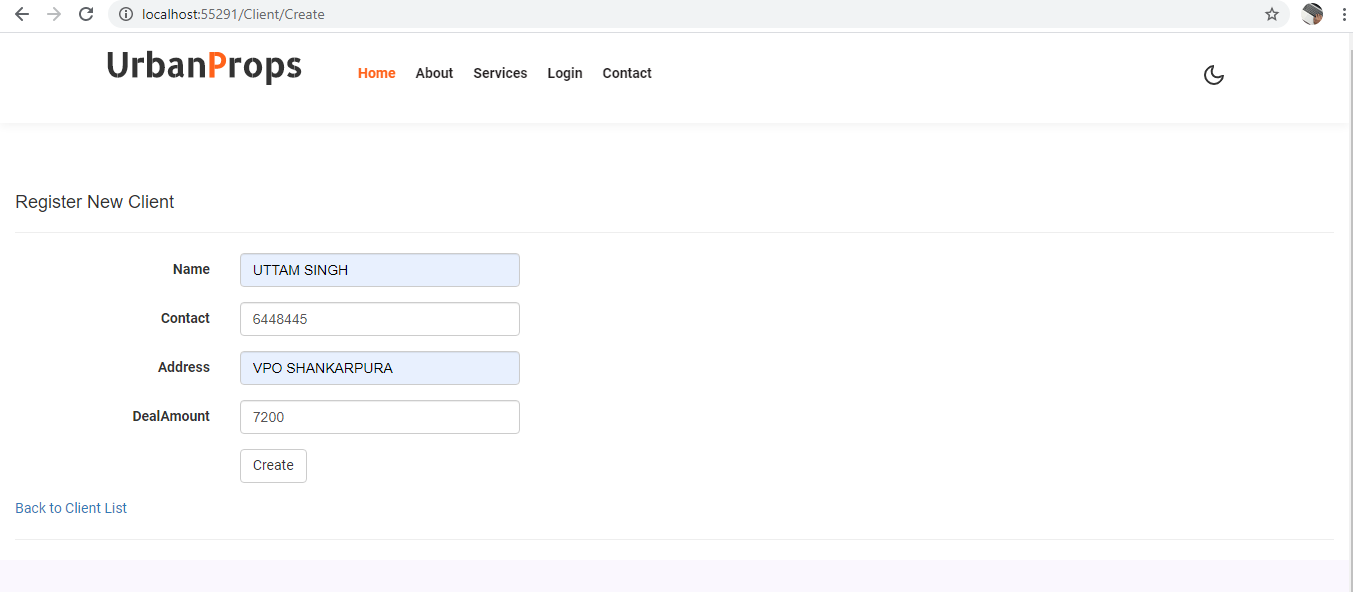 localhost:55291/Client/Create
UrbanProps Home About Services Login Contact
Register New Client
Name UTTAM SINGH
Contact 6448445
Address VPO SHANKARPURA
DealAmount 7200
Create
Back to Client List